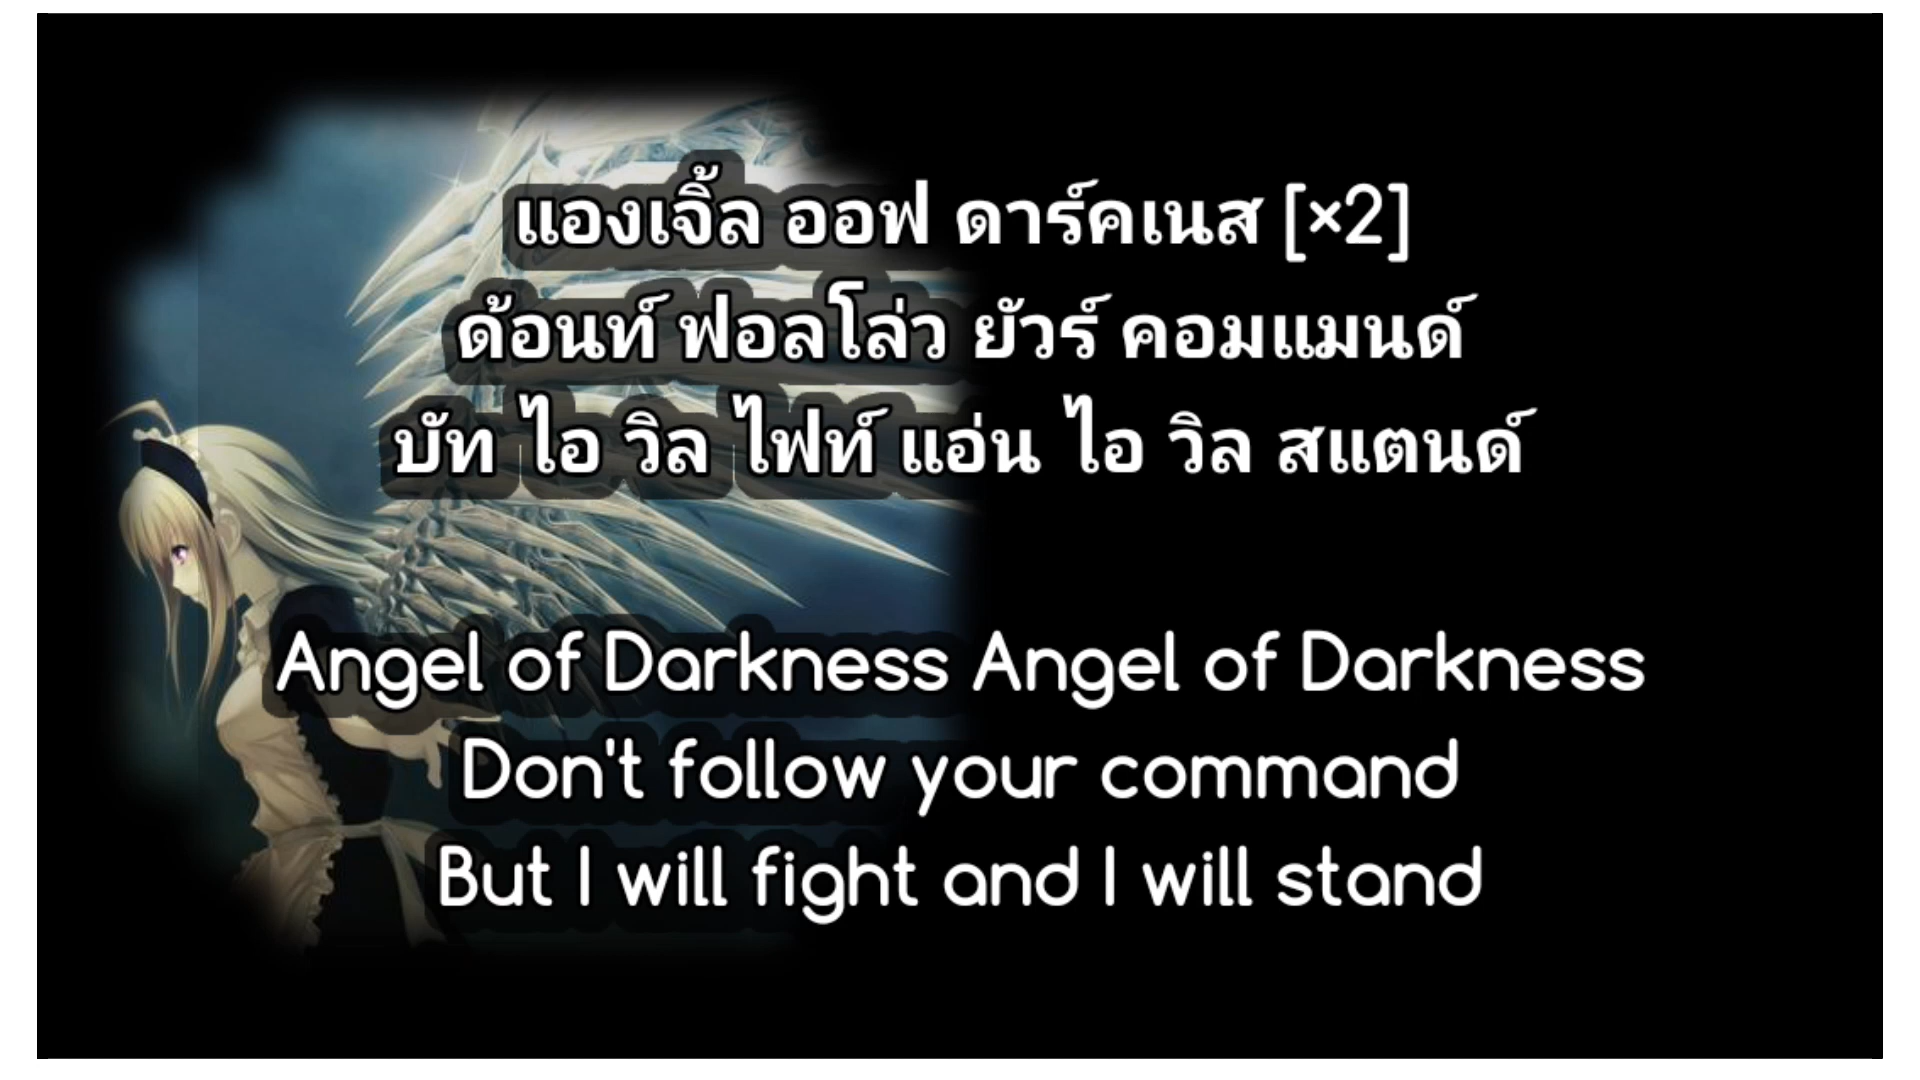 แองเจิ้ล ออฟ ดาร์คเนส [×2]
ด้อนท์ ฟอลโล่ว ยัวร์ คอมแมนด์
บัท ไอ วิล ไฟท์ แอ่น ไอ วิล สแตนด์
Angel of Darkness Angel of Darkness
Don't follow your command
But I will fight and I will stand